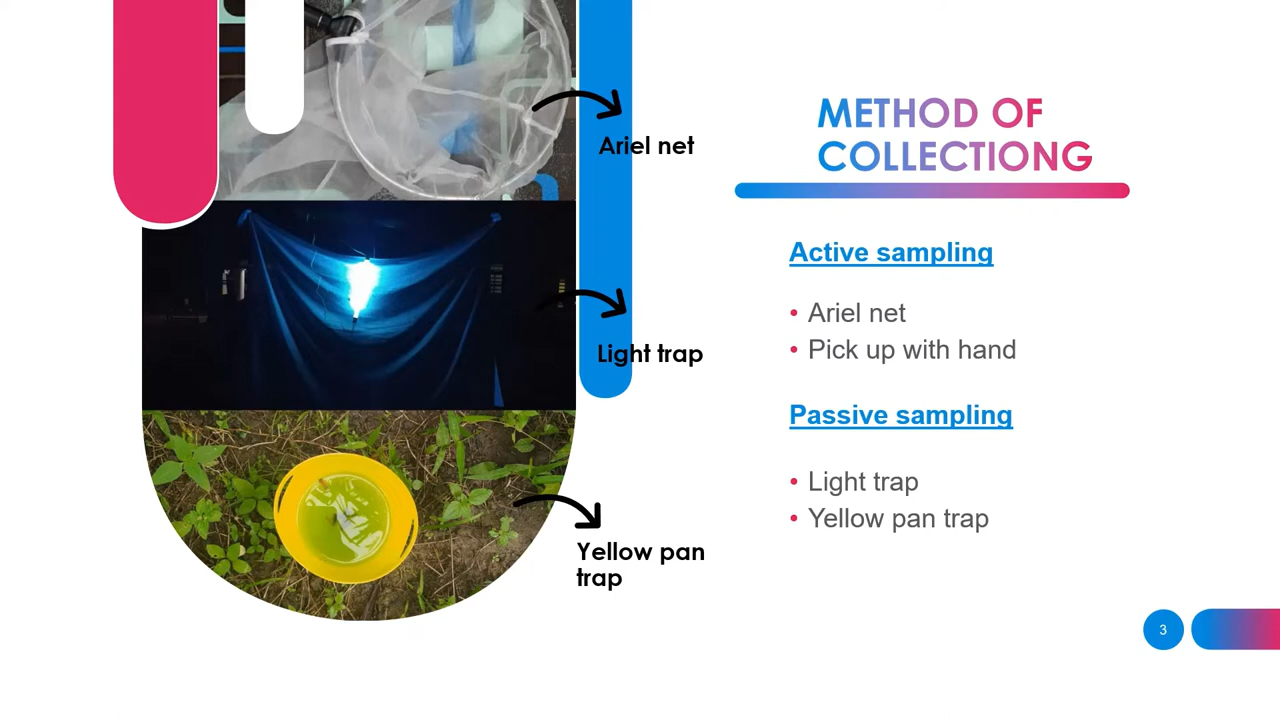 METHOD OF
COLLECTIONG
Active sampling
• Ariel net
• Pick up with hand
Passive sampling
• Light trap
• Yellow pan trap
Ariel net
Light trap
Yellow pan
trap
3